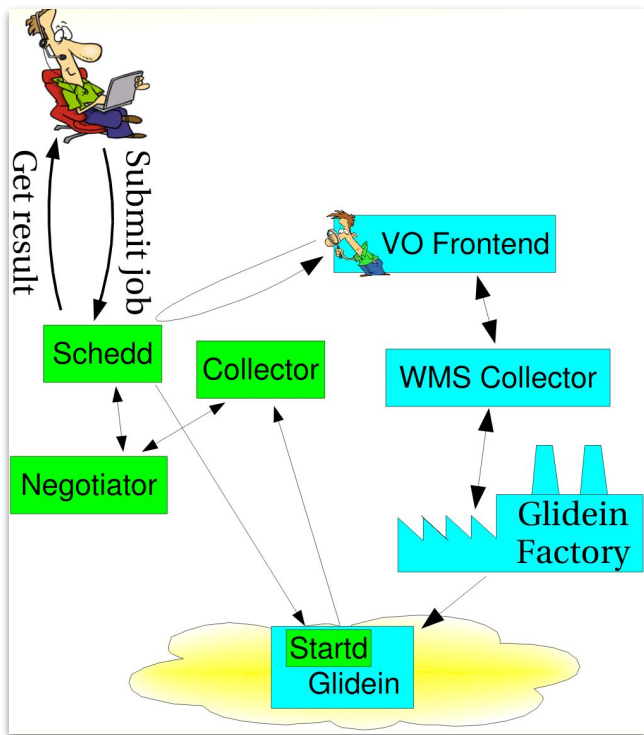 Get result
Submit job
VO Frontend
Schedd
Collector
WMS Collector
Negotiator
Glidein
Factory
Startd
Glidein